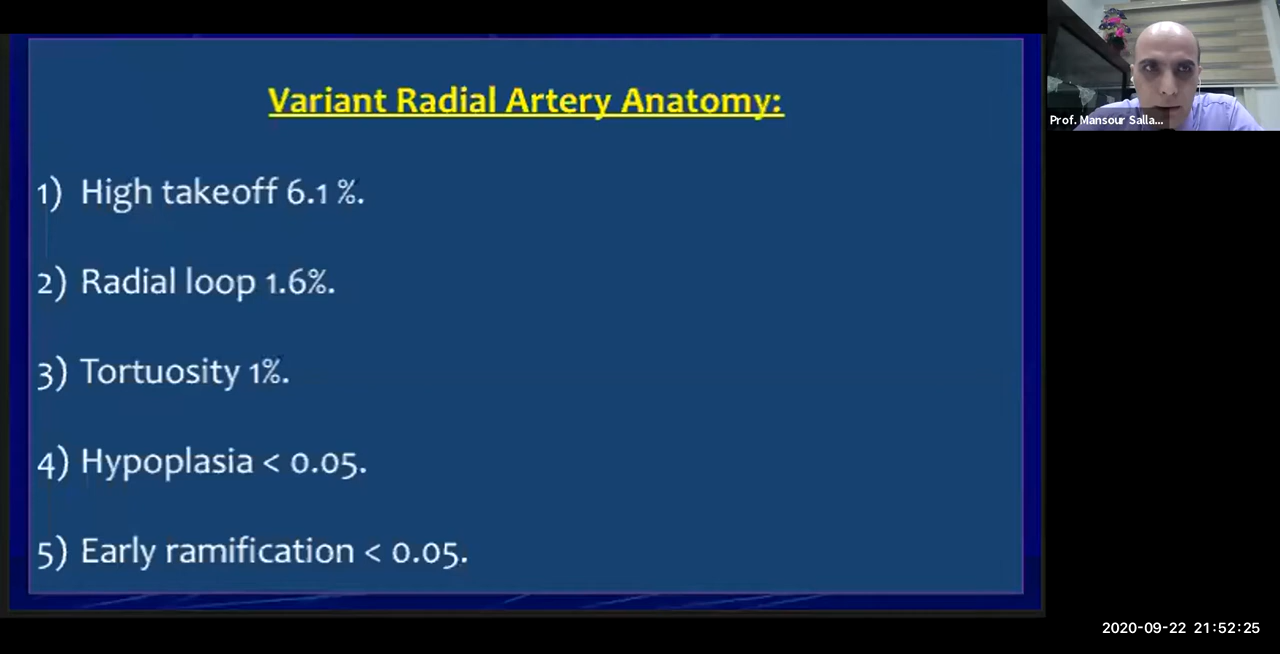 Variant Radial Artery Anatomy:
1) High takeoff 6.1 %.
2) Radial loop 1.6%.
3) Tortuosity 1%.
4) Hypoplasia < 0.05.
5) Early ramification < 0.05.
Prof. Mansour Salla...
2020-09-22 21:52:25